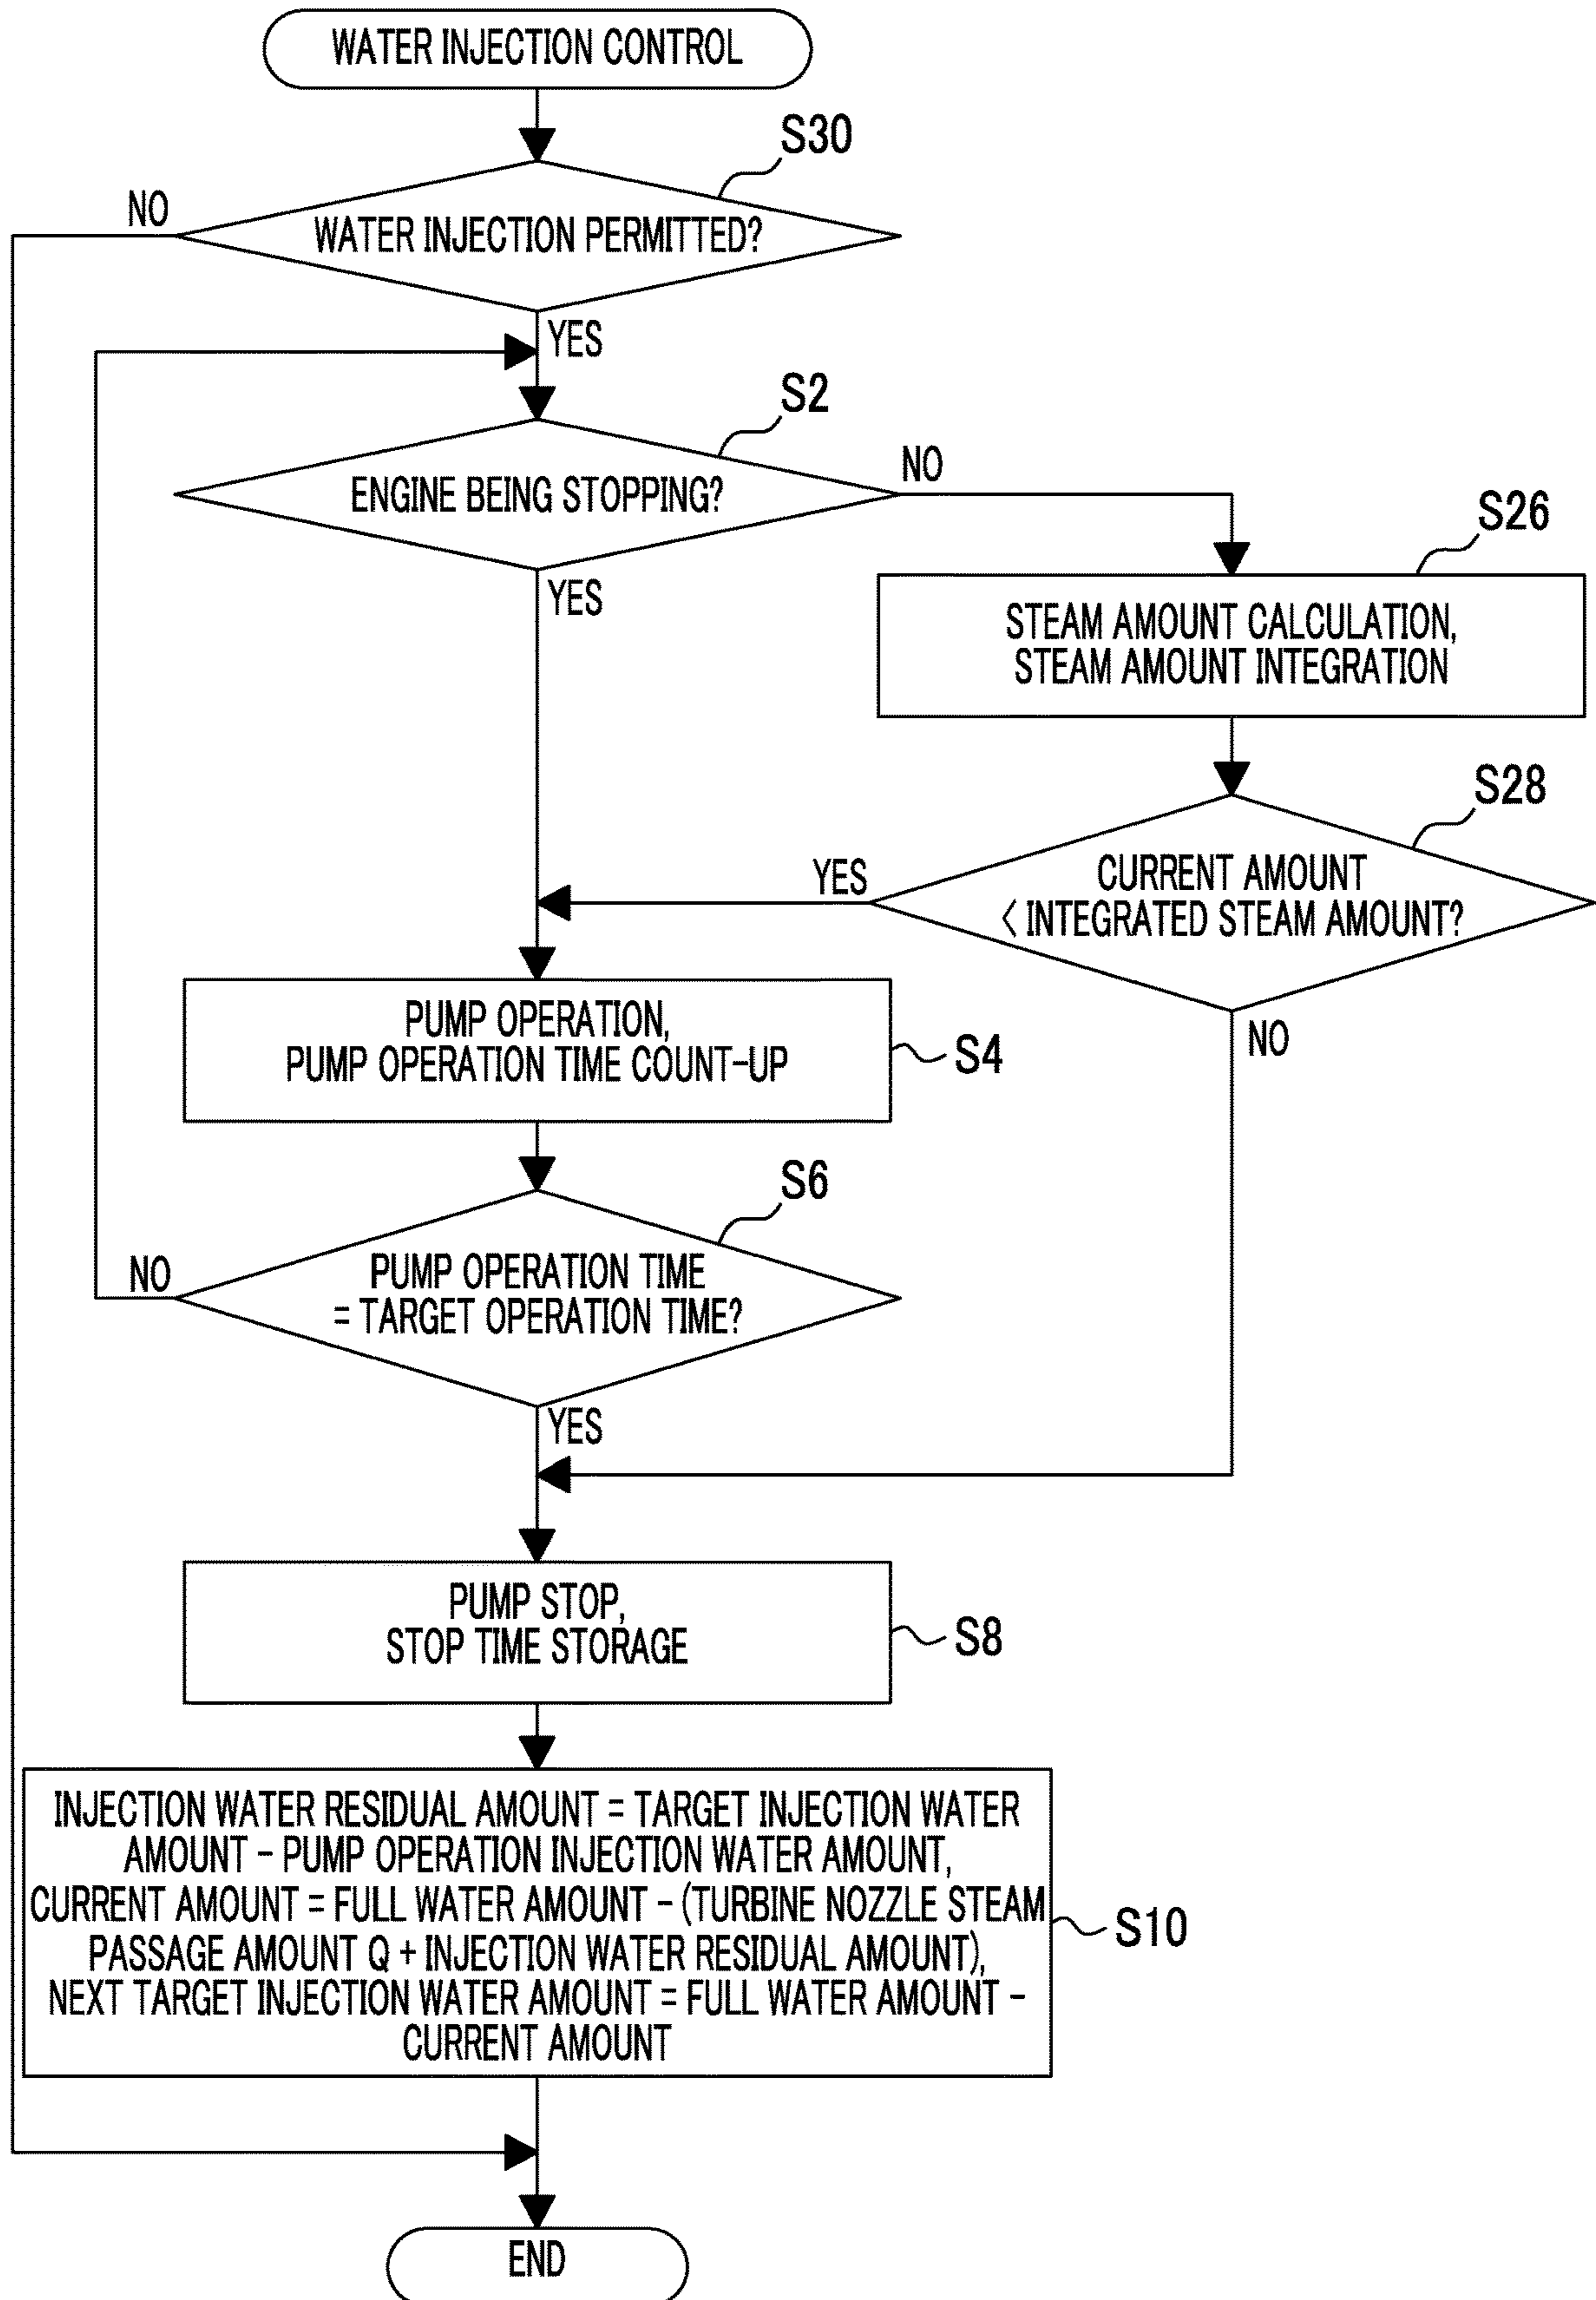 WATER INJECTION CONTROL
S30
NO
WATER INJECTION PERMITTED?
YES
S2
NO
ENGINE BEING STOPPING?
S26
YES
STEAM AMOUNT CALCULATION,
STEAM AMOUNT INTEGRATION
S28
YES
CURRENT AMOUNT
< INTEGRATED STEAM AMOUNT?
PUMP OPERATION,
PUMP OPERATION TIME COUNT-UP
S4
NO
S6
NO
PUMP OPERATION TIME
= TARGET OPERATION TIME?
YES
PUMP STOP,
STOP TIME STORAGE
S8
INJECTION WATER RESIDUAL AMOUNT = TARGET INJECTION WATER
AMOUNT - PUMP OPERATION INJECTION WATER AMOUNT,
CURRENT AMOUNT = FULL WATER AMOUNT - (TURBINE NOZZLE STEAM
PASSAGE AMOUNT Q + INJECTION WATER RESIDUAL AMOUNT),
NEXT TARGET INJECTION WATER AMOUNT = FULL WATER AMOUNT -
CURRENT AMOUNT
S10
END